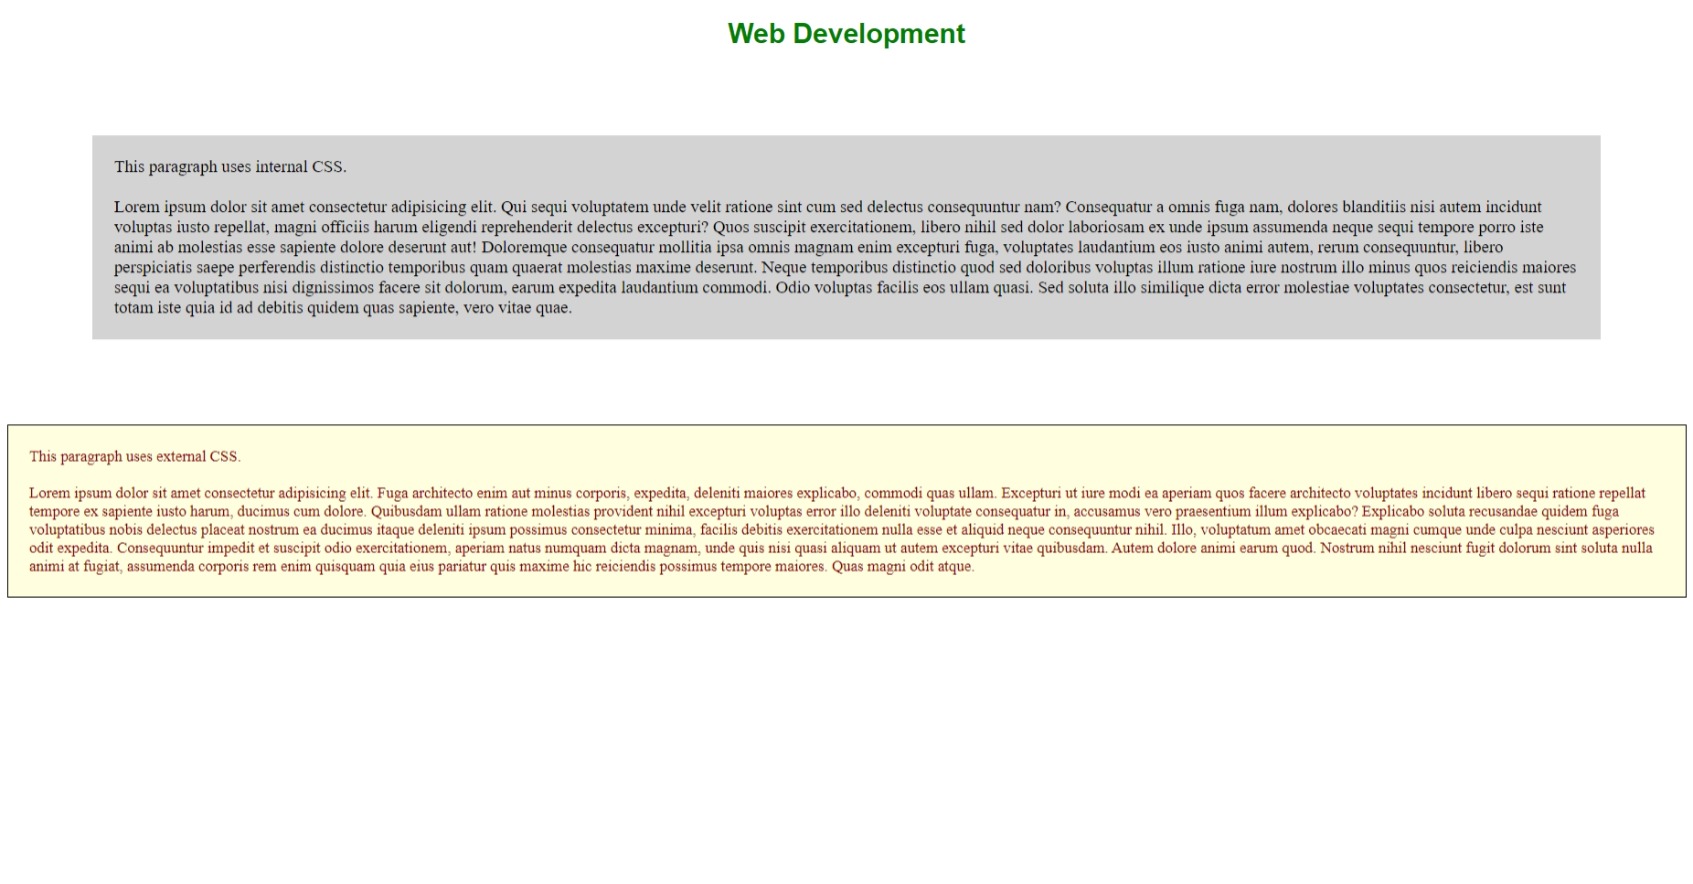 Web Development
This paragraph uses internal CSS.
Lorem ipsum dolor sit amet consectetur adipisicing elit. Qui sequi voluptatem unde velit ratione sint cum sed delectus consequuntur nam? Consequatur a omnis fuga nam, dolores blanditiis nisi autem incidunt
voluptas iusto repellat, magni officiis harum eligendi reprehenderit delectus excepturi? Quos suscipit exercitationem, libero nihil sed dolor laboriosam ex unde ipsum assumenda neque sequi tempore porro iste
animi ab molestias esse sapiente dolore deserunt aut! Doloremque consequatur mollitia ipsa omnis magnam enim excepturi fuga, voluptates laudantium eos iusto animi autem, rerum consequuntur, libero
perspiciatis saepe perferendis distinctio temporibus quam quaerat molestias maxime deserunt. Neque temporibus distinctio quod sed doloribus voluptas illum ratione iure nostrum illo minus quos reiciendis maiores
sequi ea voluptatibus nisi dignissimos facere sit dolorum, earum expedita laudantium commodi. Odio voluptas facilis eos ullam quasi. Sed soluta illo similique dicta error molestiae voluptates consectetur, est sunt
totam iste quia id ad debitis quidem quas sapiente, vero vitae quae.
This paragraph uses external CSS.
Lorem ipsum dolor sit amet consectetur adipisicing elit. Fuga architecto enim aut minus corporis, expedita, deleniti maiores explicabo, commodi quas ullam. Excepturi ut iure modi ea aperiam quos facere architecto voluptates incidunt libero sequi ratione repellat
tempore ex sapiente iusto harum, ducimus cum dolore. Quibusdam ullam ratione molestias provident nihil excepturi voluptas error illo deleniti voluptate consequatur in, accusamus vero praesentium illum explicabo? Explicabo soluta recusandae quidem fuga
voluptatibus nobis delectus placeat nostrum ea ducimus itaque deleniti ipsum possimus consectetur minima, facilis debitis exercitationem nulla esse et aliquid neque consequuntur nihil. Illo, voluptatum amet obcaecati magni cumque unde culpa nesciunt asperiores
odit expedita. Consequuntur impedit et suscipit odio exercitationem, aperiam natus numquam dicta magnam, unde quis nisi quasi aliquam ut autem excepturi vitae quibusdam. Autem dolore animi earum quod. Nostrum nihil nesciunt fugit dolorum sint soluta nulla
animi at fugiat, assumenda corporis rem enim quisquam quia eius pariatur quis maxime hic reiciendis possimus tempore maiores. Quas magni odit atque.